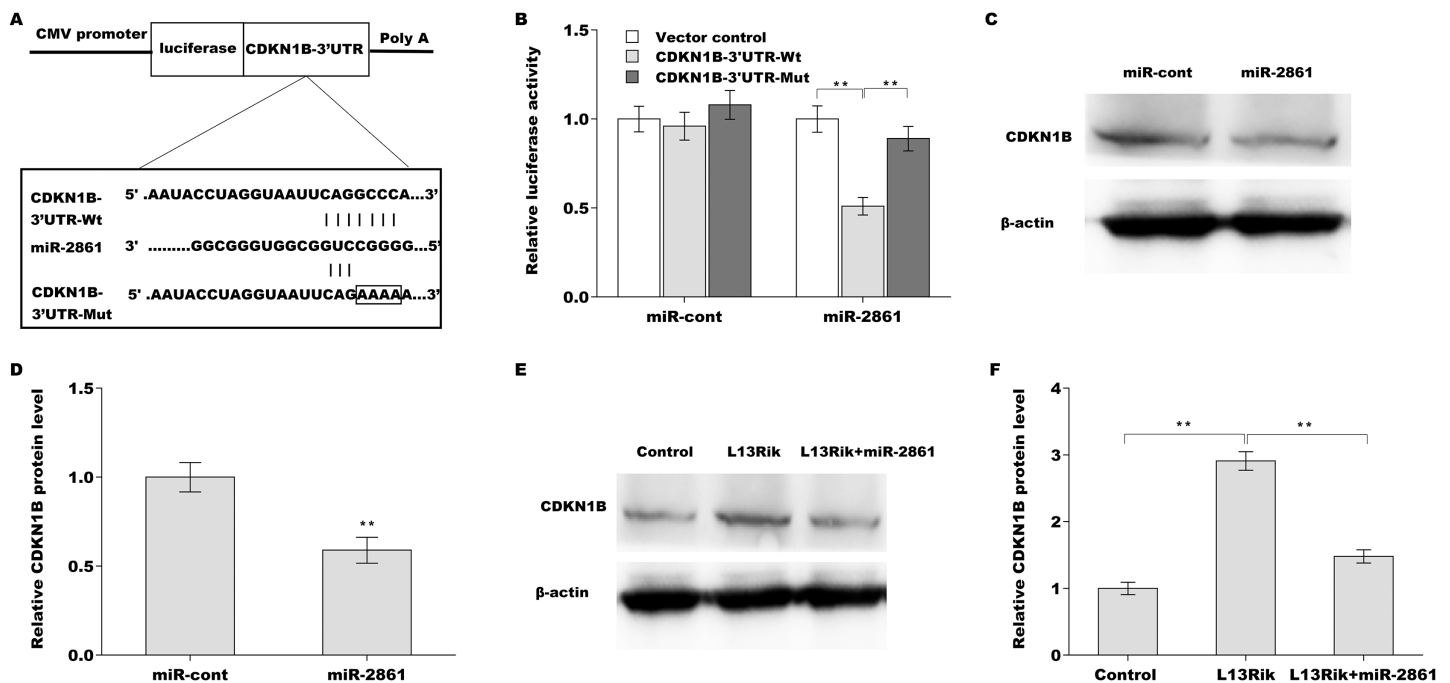 A
CMV promoter
luciferase
CDKN1B-3'UTR
Poly A
CDKN1B-
3'UTR-Wt
5' .AAUACCUAGGUAAUUCAGGCCCA...3'
miR-2861
3' .........GGCGGGUGGCGGUCCGGGG...5'
CDKN1B-
3'UTR-Mut
5' .AAUACCUAGGUAAUUCAGAAAAA...3'
B
Relative luciferase activity
1.5
1.0
0.5
0.0
Vector control
CDKN1B-3'UTR-Wt
CDKN1B-3'UTR-Mut
** **
miR-cont
miR-2861
C
miR-cont miR-2861
CDKN1B
β-actin
D
Relative CDKN1B protein level
1.5
1.0
0.5
0.0
**
miR-cont
miR-2861
E
Control L13Rik L13Rik+miR-2861
CDKN1B
β-actin
F
Relative CDKN1B protein level
4
3
2
1
0
** **
Control L13Rik L13Rik+miR-2861